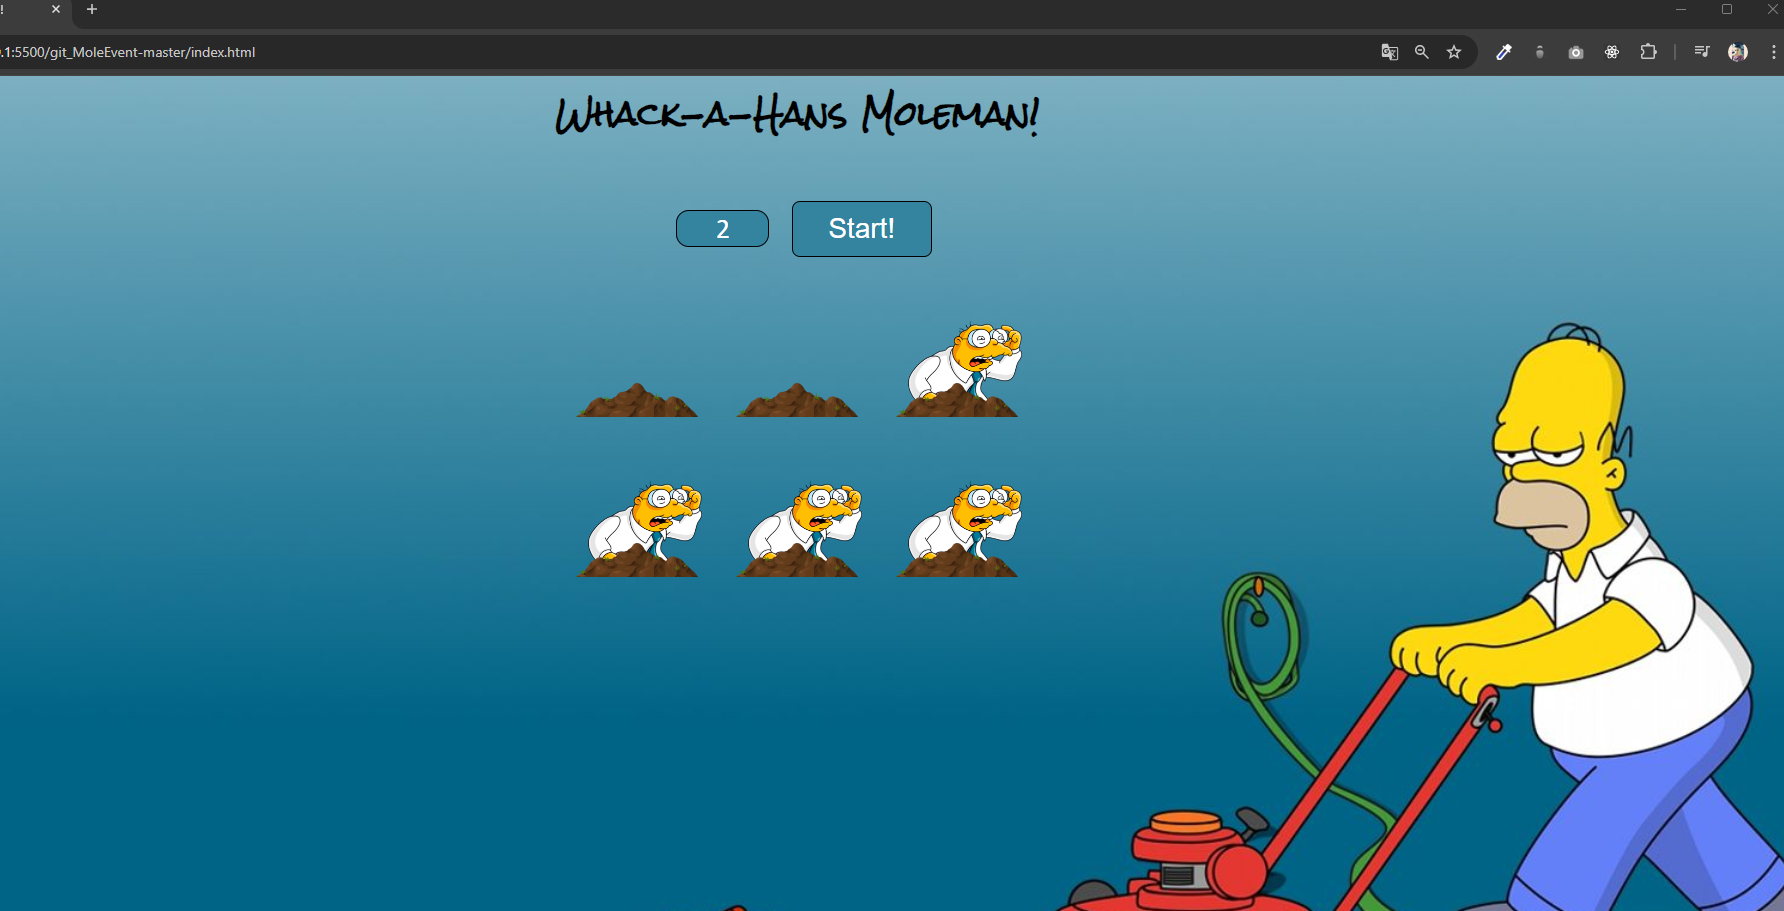 !
.1:5500/git_MoleEvent-master/index.html
Whack-a-Hans Moleman!
2
Start!